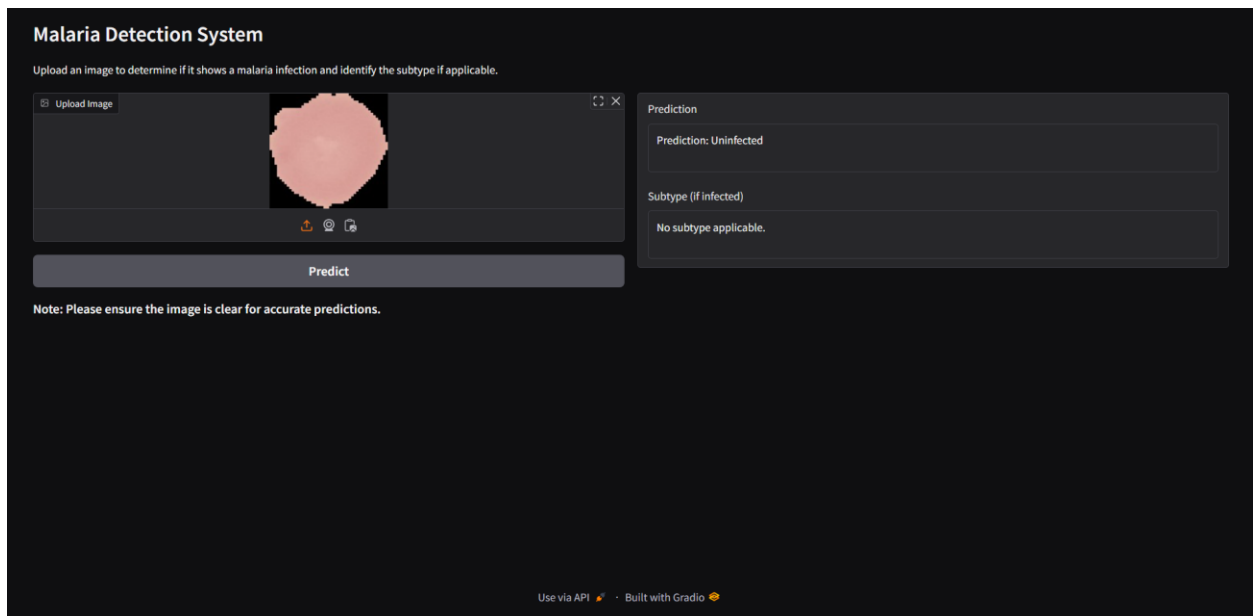 Malaria Detection System
Upload an image to determine if it shows a malaria infection and identify the subtype if applicable.
Upload Image
Predict
Note: Please ensure the image is clear for accurate predictions.
Prediction
Prediction: Uninfected
Subtype (if infected)
No subtype applicable.
Use via API · Built with Gradio